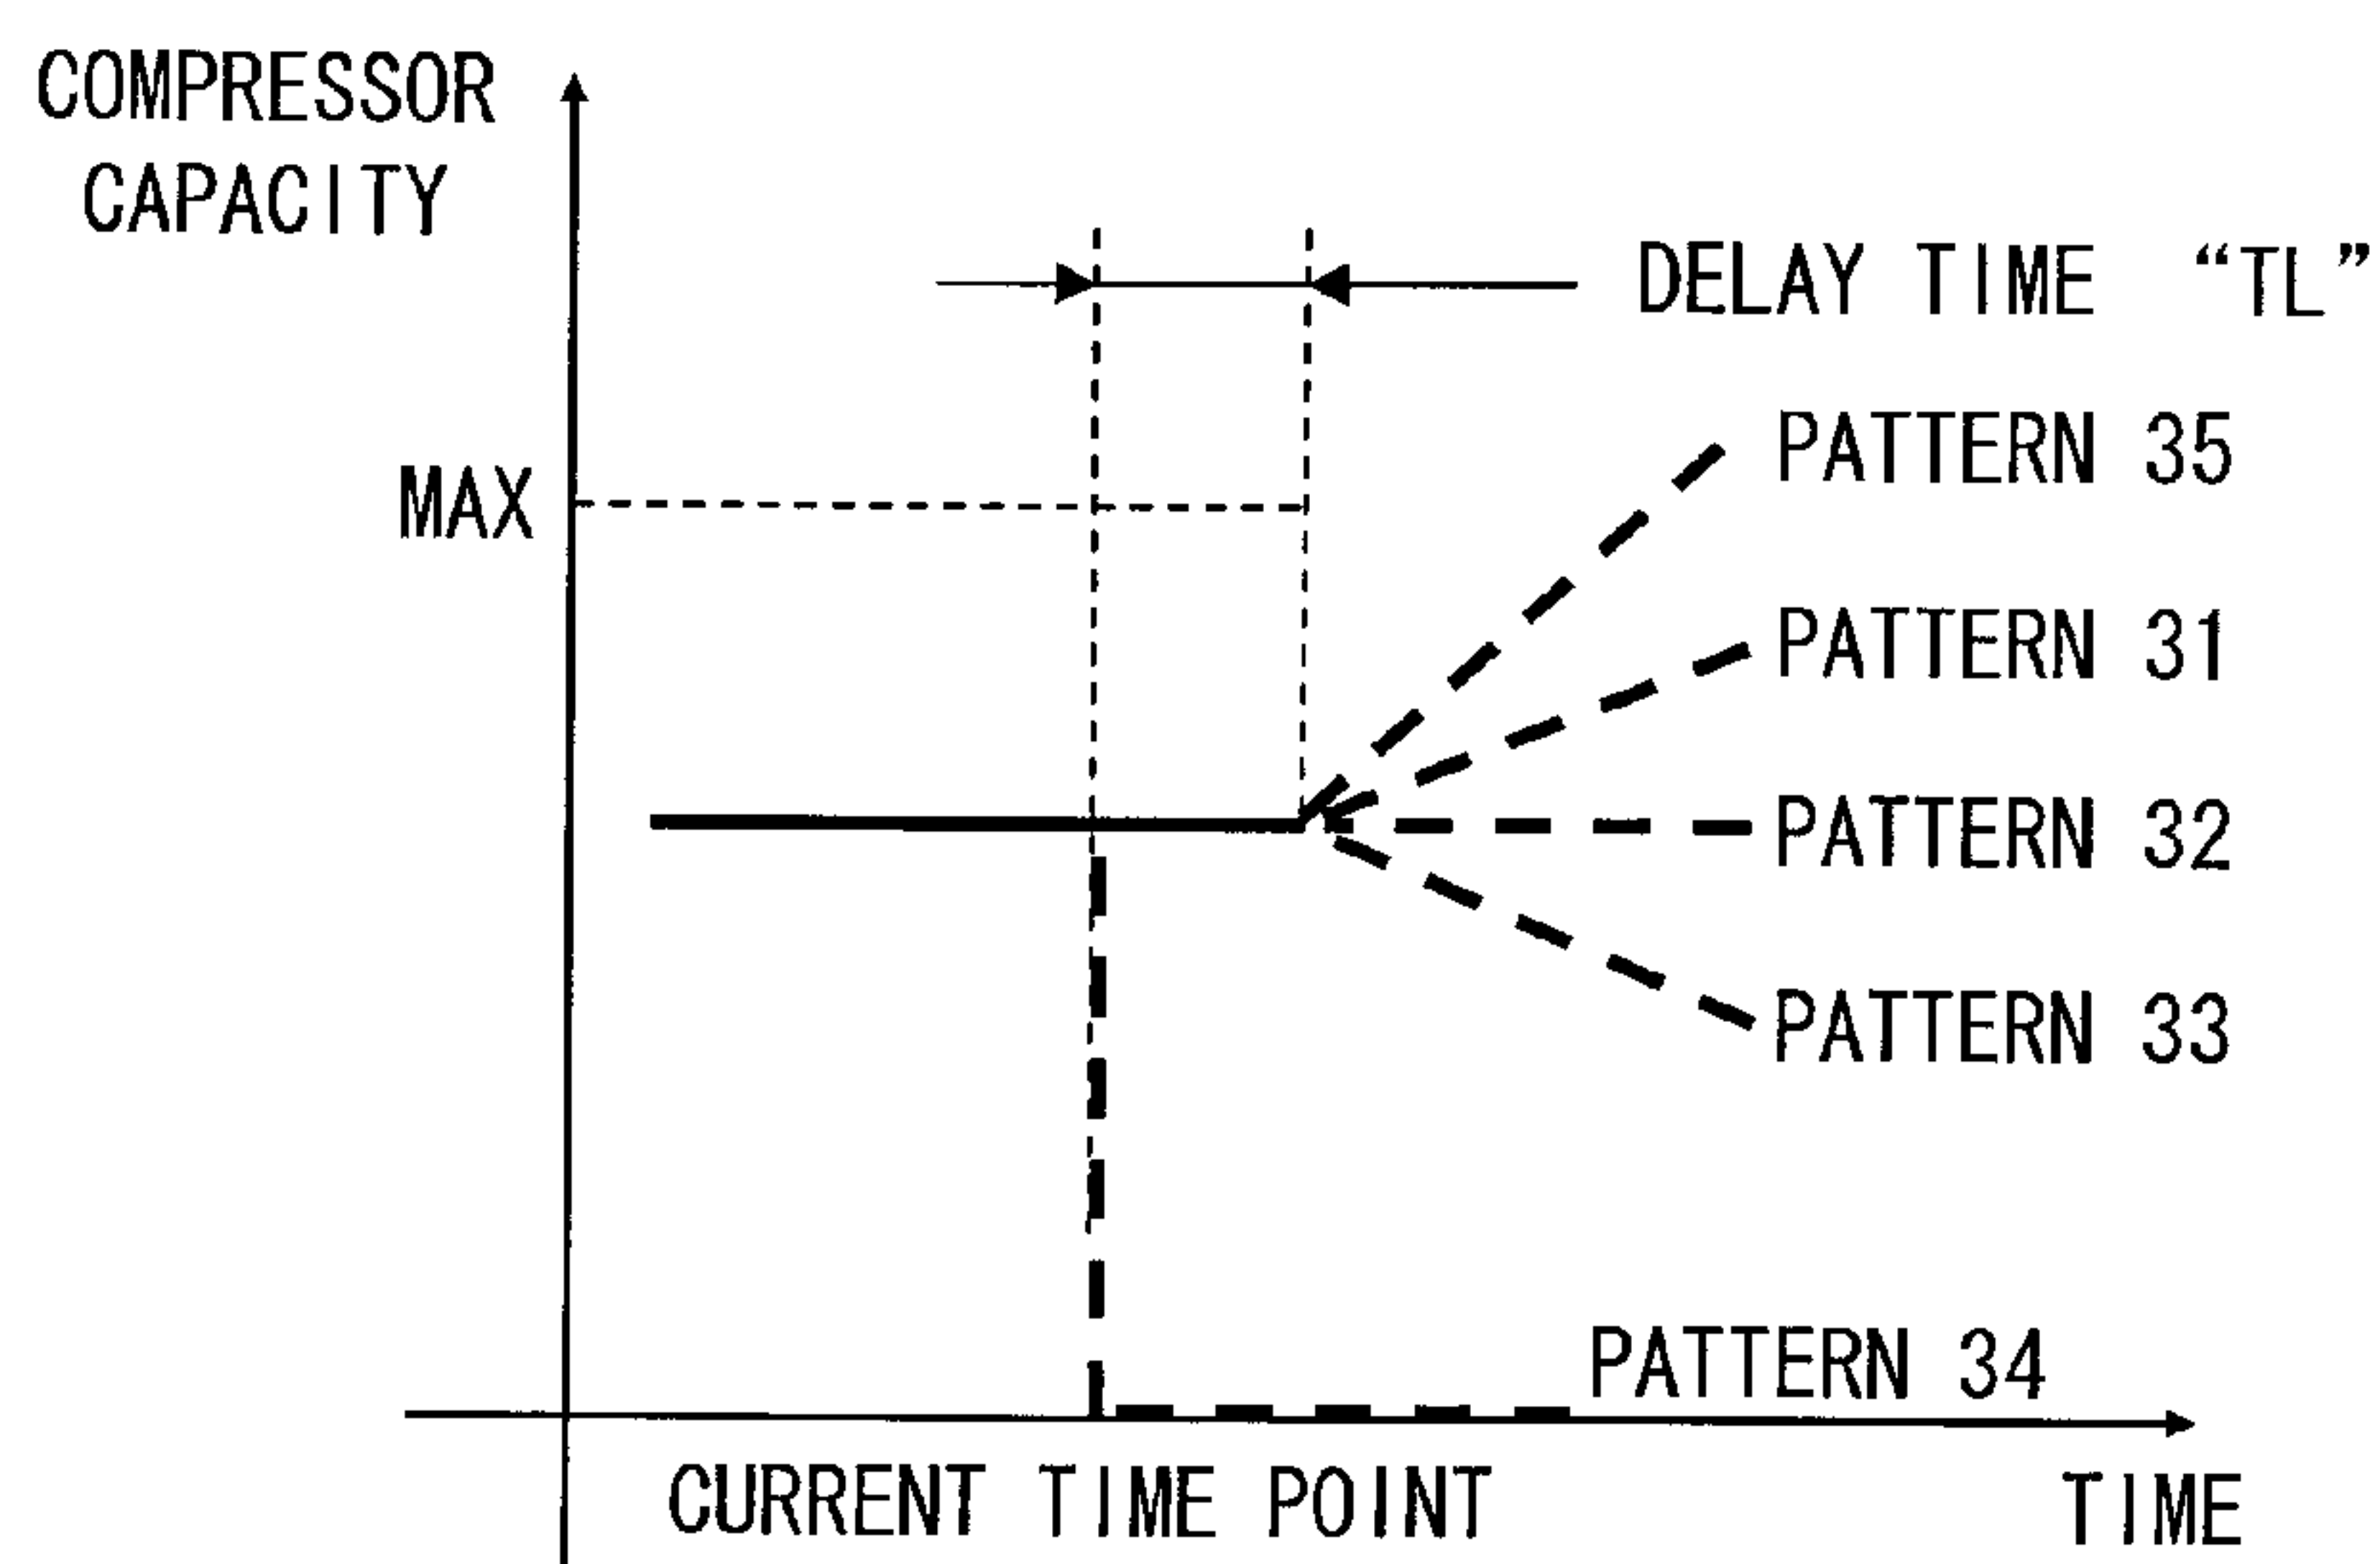 COMPRESSOR
CAPACITY
DELAY TIME “TL”
PATTERN 35
MAX
PATTERN 31
PATTERN 32
PATTERN 33
PATTERN 34
CURRENT TIME POINT
TIME